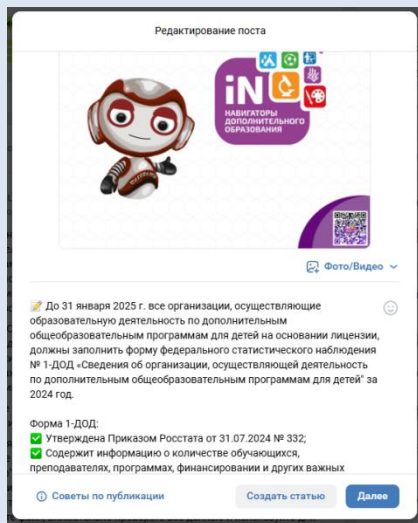 Редактирование поста
iN
НАВИГАТОРЫ
ДОПОЛНИТЕЛЬНОГО
ОБРАЗОВАНИЯ
Фото/Видео
📝 До 31 января 2025 г. все организации, осуществляющие
образовательную деятельность по дополнительным
общеобразовательным программам для детей на основании лицензии,
должны заполнить форму федерального статистического наблюдения
№ 1-ДОД «Сведения об организации, осуществляющей деятельность
по дополнительным общеобразовательным программам для детей" за
2024 год.
Форма 1-ДОД:
✅ Утверждена Приказом Росстата от 31.07.2024 № 332;
✅ Содержит информацию о количестве обучающихся,
преподавателях, программах, финансировании и других важных
Советы по публикации
Создать статью
Далее